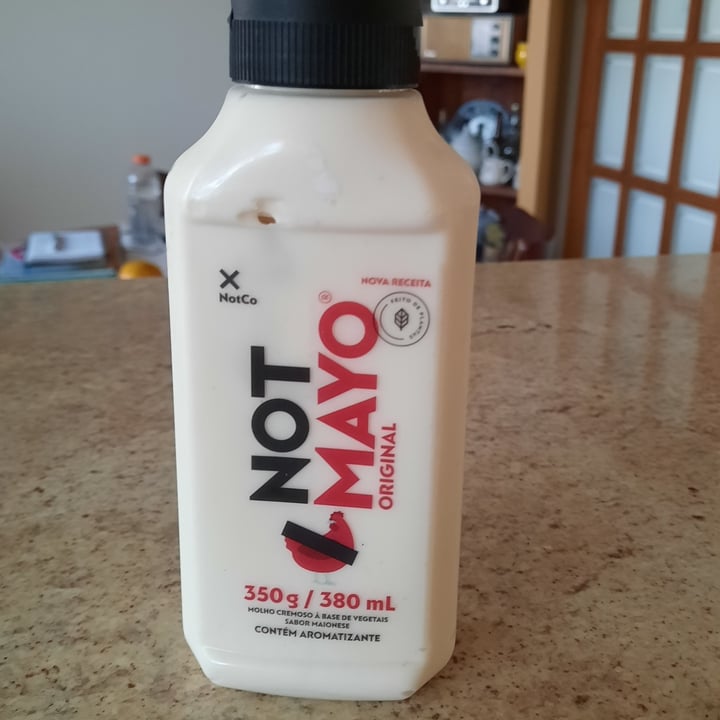 NotCo
NOVA RECEITA
FEITO DE PLANTAS
NOT
MAYO®
ORIGINAL
350g / 380 mL
MOLHO CREMOSO À BASE DE VEGETAIS
SABOR MAIONESE
CONTÉM AROMATIZANTE